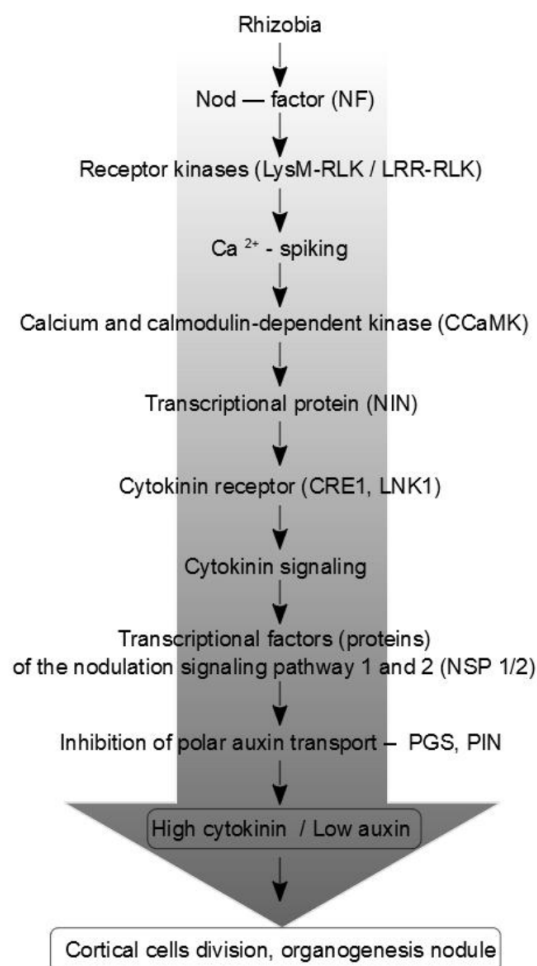 Rhizobia
Nod — factor (NF)
Receptor kinases (LysM-RLK / LRR-RLK)
Ca 2+ - spiking
Calcium and calmodulin-dependent kinase (CCaMK)
Transcriptional protein (NIN)
Cytokinin receptor (CRE1, LNK1)
Cytokinin signaling
Transcriptional factors (proteins)
of the nodulation signaling pathway 1 and 2 (NSP 1/2)
Inhibition of polar auxin transport – PGS, PIN
High cytokinin / Low auxin
Cortical cells division, organogenesis nodule